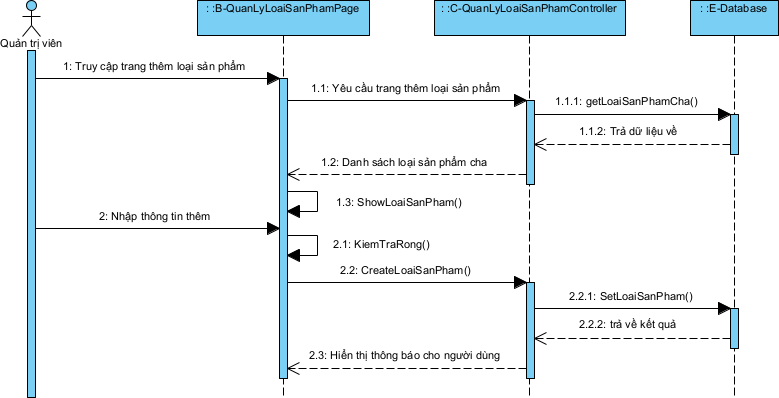 : :B-QuanLyLoaiSanPhamPage
: :C-QuanLyLoaiSanPhamController
: :E-Database
Quản trị viên
1: Truy cập trang thêm loại sản phẩm
1.1: Yêu cầu trang thêm loại sản phẩm
1.1.1: getLoaiSanPhamCha()
1.1.2: Trả dữ liệu về
1.2: Danh sách loại sản phẩm cha
1.3: ShowLoaiSanPham()
2: Nhập thông tin thêm
2.1: KiemTraRong()
2.2: CreateLoaiSanPham()
2.2.1: SetLoaiSanPham()
2.2.2: trả về kết quả
2.3: Hiển thị thông báo cho người dùng